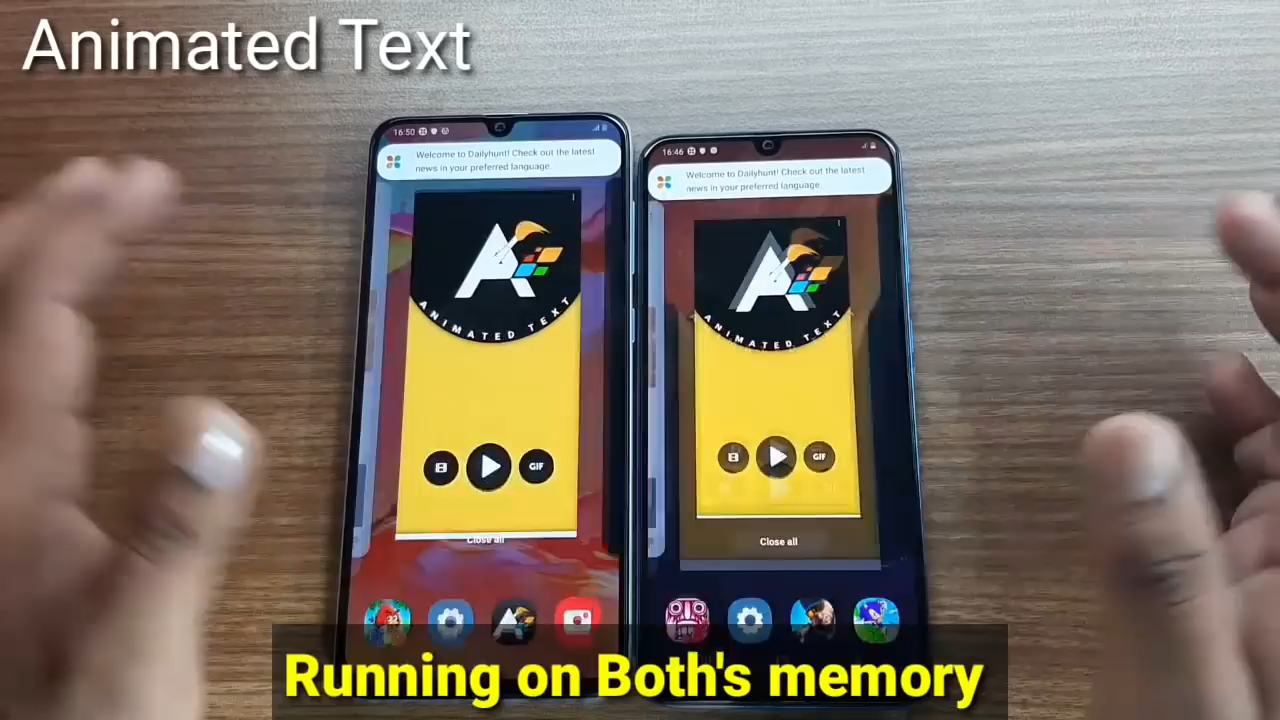 Animated Text
16:50
Welcome to Dailyhunt! Check out the latest
news in your preferred language.
16:46
Welcome to Dailyhunt! Check out the latest
news in your preferred language.
ANIMATED TEXT
ANIMATED TEXT
GIF
GIF
Close all
Close all
Running on Both's memory